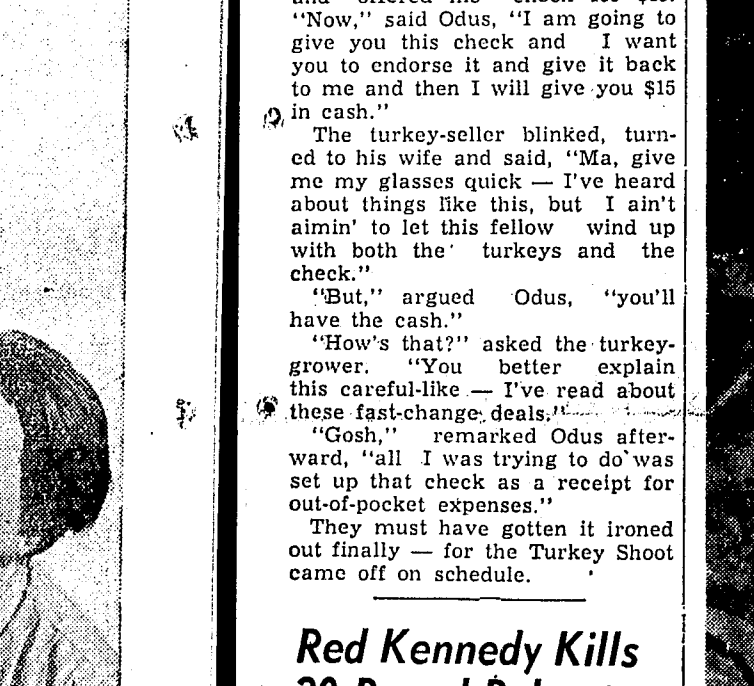 "Now," said Odus, "I am going to
give you this check and I want
you to endorse it and give it back
to me and then I will give you $15
in cash."
The turkey-seller blinked, turn-
ed to his wife and said, "Ma, give
me my glasses quick — I've heard
about things like this, but I ain't
aimin' to let this fellow wind up
with both the turkeys and the
check."
"But," argued Odus, "you'll
have the cash."
"How's that?" asked the turkey-
grower. "You better explain
this careful-like — I've read about
these fast-change deals."
"Gosh," remarked Odus after-
ward, "all I was trying to do was
set up that check as a receipt for
out-of-pocket expenses."
They must have gotten it ironed
out finally — for the Turkey Shoot
came off on schedule.
Red Kennedy Kills